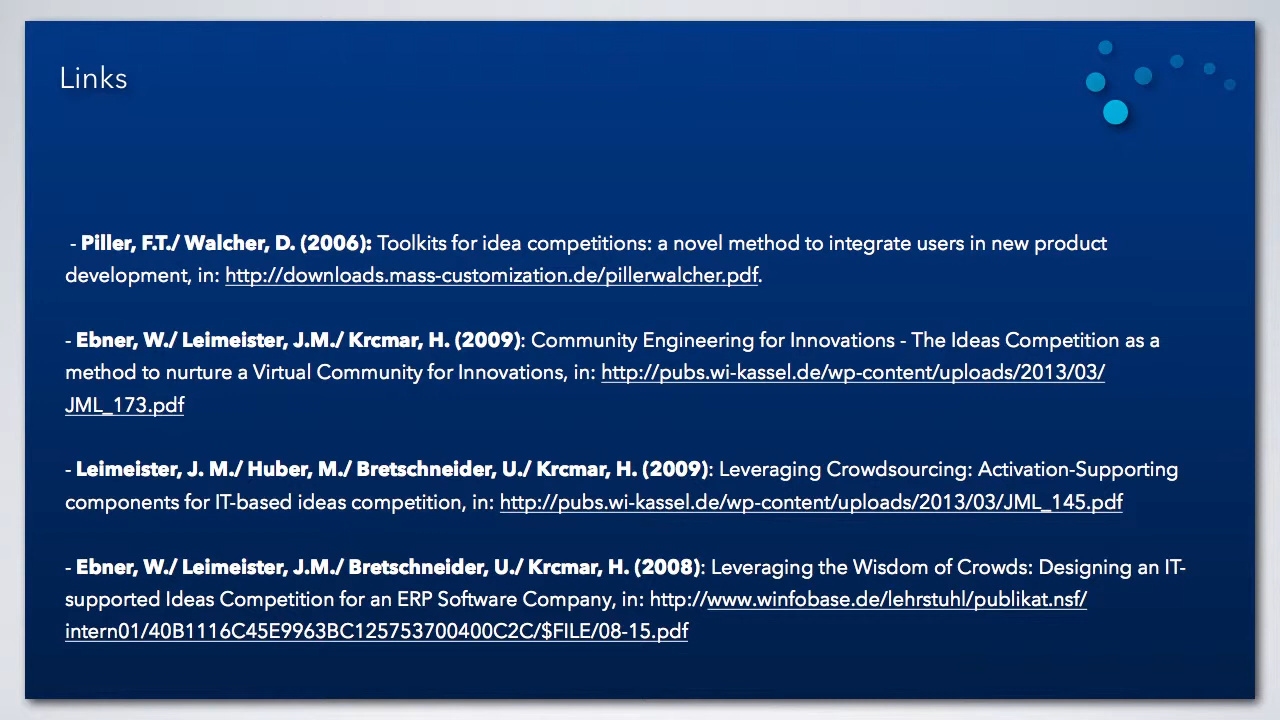 Links
- Piller, F.T./ Walcher, D. (2006): Toolkits for idea competitions: a novel method to integrate users in new product
development, in: http://downloads.mass-customization.de/pillerwalcher.pdf.
- Ebner, W./ Leimeister, J.M./ Krcmar, H. (2009): Community Engineering for Innovations - The Ideas Competition as a
method to nurture a Virtual Community for Innovations, in: http://pubs.wi-kassel.de/wp-content/uploads/2013/03/
JML_173.pdf
- Leimeister, J. M./ Huber, M./ Bretschneider, U./ Krcmar, H. (2009): Leveraging Crowdsourcing: Activation-Supporting
components for IT-based ideas competition, in: http://pubs.wi-kassel.de/wp-content/uploads/2013/03/JML_145.pdf
- Ebner, W./ Leimeister, J.M./ Bretschneider, U./ Krcmar, H. (2008): Leveraging the Wisdom of Crowds: Designing an IT-
supported Ideas Competition for an ERP Software Company, in: http://www.winfobase.de/lehrstuhl/publikat.nsf/
intern01/40B1116C45E9963BC125753700400C2C/$FILE/08-15.pdf